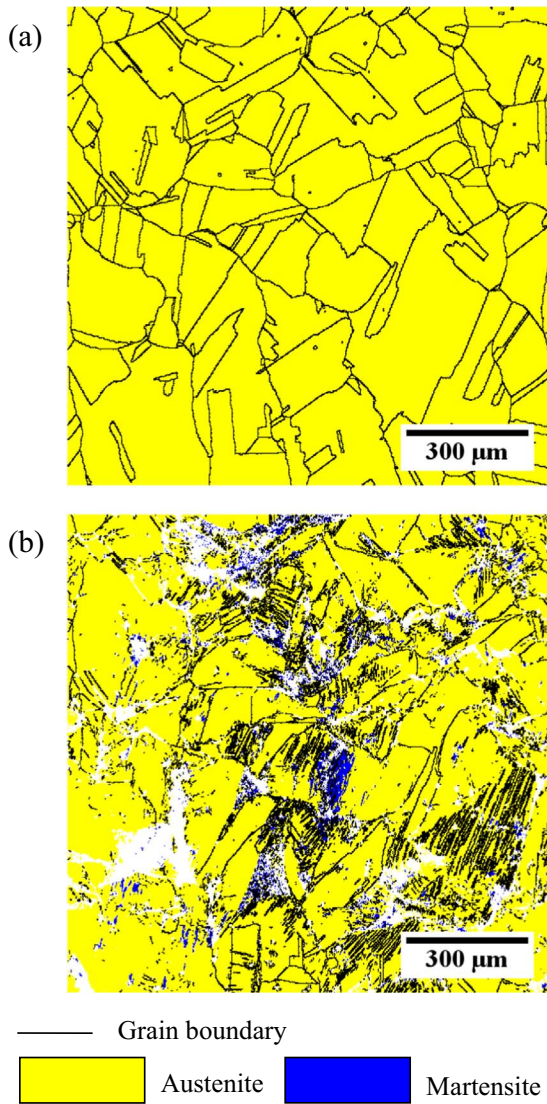 (a)
300 μm
(b)
300 μm
Grain boundary
Austenite
Martensite